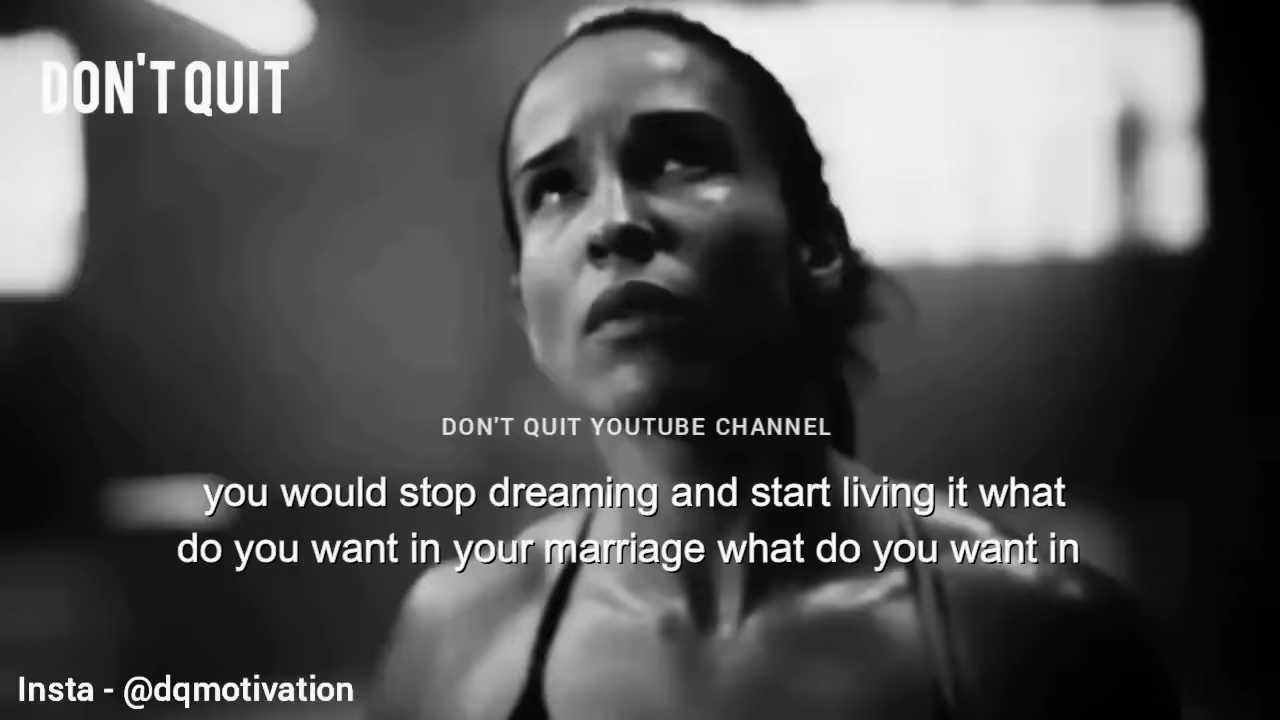 DON'T QUIT
DON'T QUIT YOUTUBE CHANNEL
you would stop dreaming and start living it what
do you want in your marriage what do you want in
Insta - @dqmotivation